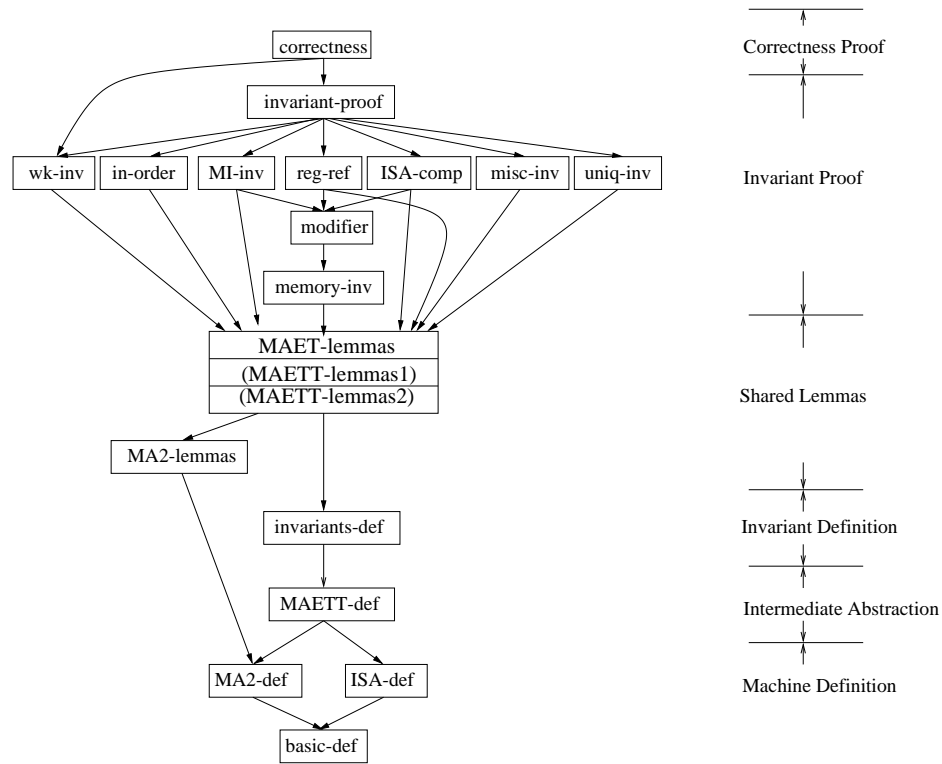 correctness
Correctness Proof
invariant-proof
wk-inv
in-order
MI-inv
reg-ref
ISA-comp
misc-inv
uniq-inv
Invariant Proof
modifier
memory-inv
MAET-lemmas
(MAETT-lemmas1)
(MAETT-lemmas2)
Shared Lemmas
MA2-lemmas
invariants-def
Invariant Definition
MAETT-def
Intermediate Abstraction
MA2-def
ISA-def
Machine Definition
basic-def